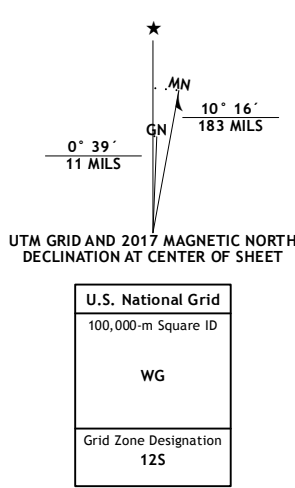 MN
GN
10° 16´
183 MILS
0° 39´
11 MILS
UTM GRID AND 2017 MAGNETIC NORTH
DECLINATION AT CENTER OF SHEET
U.S. National Grid
100,000-m Square ID
WG
Grid Zone Designation
12S